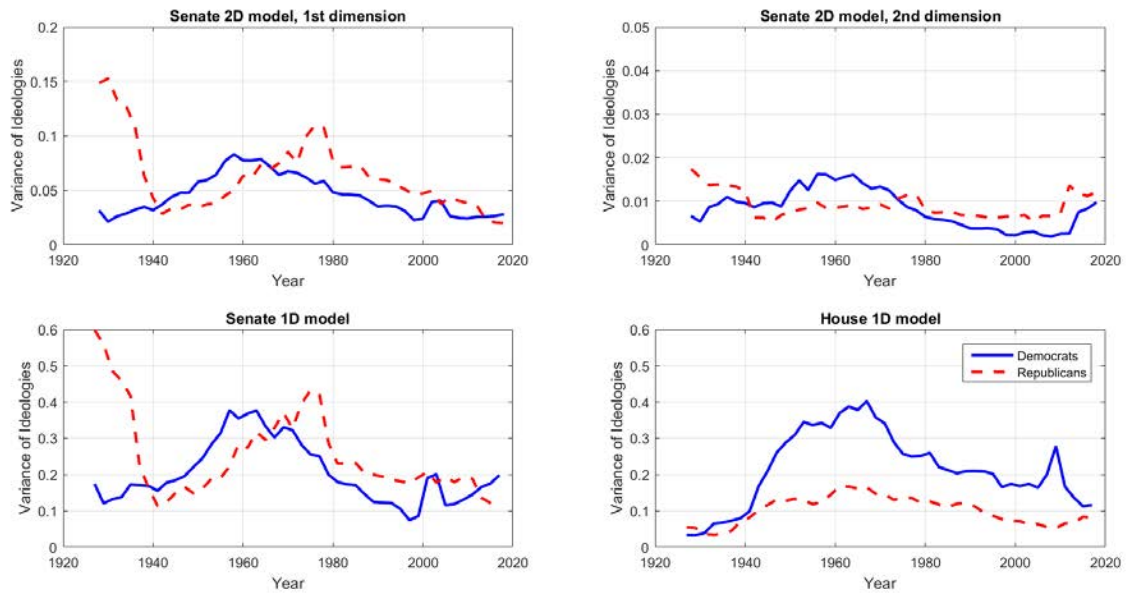 Senate 2D model, 1st dimension
0.2
0.15
0.1
0.05
0
Variance of Ideologies
1920 1940 1960 1980 2000 2020
Year
Senate 2D model, 2nd dimension
0.05
0.04
0.03
0.02
0.01
0
Variance of Ideologies
1920 1940 1960 1980 2000 2020
Year
Senate 1D model
0.6
0.5
0.4
0.3
0.2
0.1
0
Variance of Ideologies
1920 1940 1960 1980 2000 2020
Year
House 1D model
0.6
0.5
0.4
0.3
0.2
0.1
0
Variance of Ideologies
Democrats
Republicans
1920 1940 1960 1980 2000 2020
Year